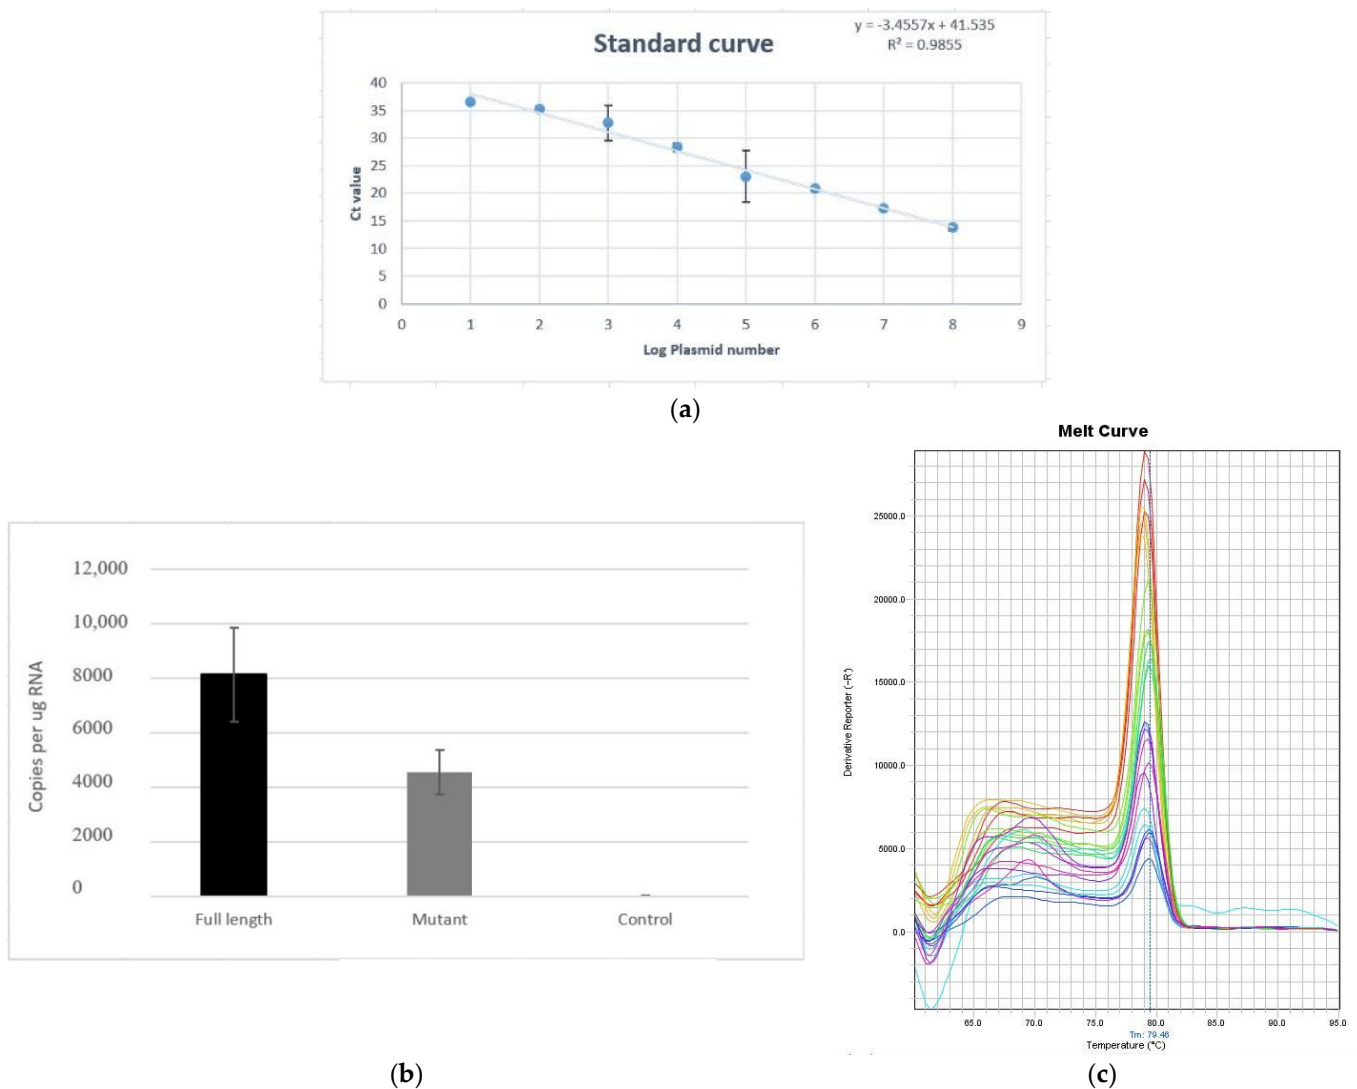 Standard curve
y = -3.4557x + 41.535
R² = 0.9855
40
35
30
25
20
15
10
5
0
Ct value
0 1 2 3 4 5 6 7 8 9
Log Plasmid number
(a)
12,000
10,000
8000
6000
4000
2000
0
Copies per ug RNA
Full length Mutant Control
(b)
Melt Curve
25000.0
20000.0
15000.0
10000.0
5000.0
0.0
Derivative Reporter (-R)
65.0 70.0 75.0 80.0 85.0 90.0 95.0
Tm: 79.46
Temperature (°C)
(c)